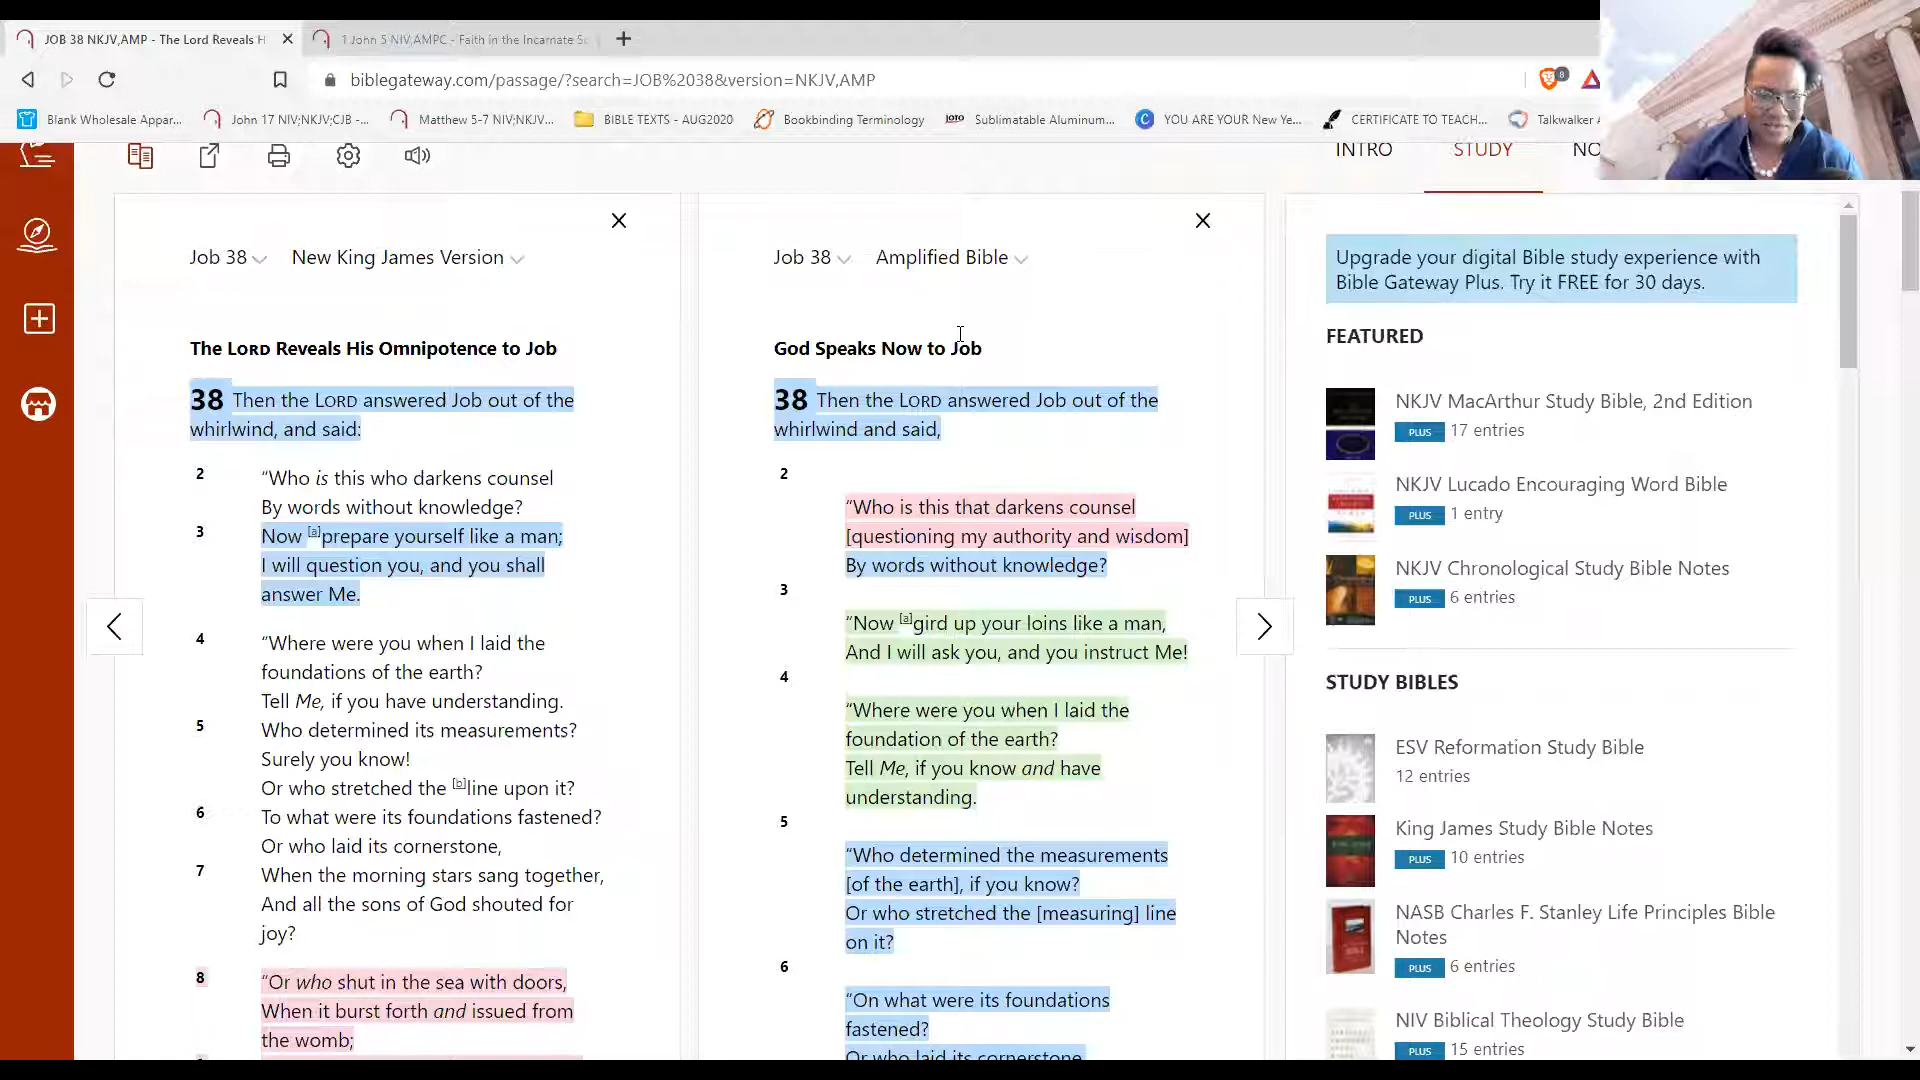 JOB 38 NKJV,AMP - The Lord Reveals H
1 John 5 NIV,AMPC - Faith in the Incarnate S
biblegateway.com/passage/?search=JOB%2038&version=NKJV,AMP
8
Blank Wholesale Appar...
John 17 NIV;NKJV;CJB -...
Matthew 5-7 NIV;NKJV...
BIBLE TEXTS - AUG2020
Bookbinding Terminology
Sublimatable Aluminum...
YOU ARE YOUR New Ye...
CERTIFICATE TO TEACH...
Talkwalker
INTRO
STUDY
Job 38
New King James Version
The LORD Reveals His Omnipotence to Job
38 Then the LORD answered Job out of the
whirlwind, and said:
2 “Who is this who darkens counsel
By words without knowledge?
3 Now [a]prepare yourself like a man;
I will question you, and you shall
answer Me.
4 “Where were you when I laid the
foundations of the earth?
Tell Me, if you have understanding.
5 Who determined its measurements?
Surely you know!
Or who stretched the [b]line upon it?
6 To what were its foundations fastened?
Or who laid its cornerstone,
7 When the morning stars sang together,
And all the sons of God shouted for
joy?
8 “Or who shut in the sea with doors,
When it burst forth and issued from
the womb;
Job 38
Amplified Bible
God Speaks Now to Job
38 Then the LORD answered Job out of the
whirlwind and said,
2
“Who is this that darkens counsel
[questioning my authority and wisdom]
By words without knowledge?
3
“Now [a]gird up your loins like a man,
And I will ask you, and you instruct Me!
4
“Where were you when I laid the
foundation of the earth?
Tell Me, if you know and have
understanding.
5
“Who determined the measurements
[of the earth], if you know?
Or who stretched the [measuring] line
on it?
6
“On what were its foundations
fastened?
Or who laid its cornerstone,
Upgrade your digital Bible study experience with
Bible Gateway Plus. Try it FREE for 30 days.
FEATURED
NKJV MacArthur Study Bible, 2nd Edition
PLUS 17 entries
NKJV Lucado Encouraging Word Bible
PLUS 1 entry
NKJV Chronological Study Bible Notes
PLUS 6 entries
STUDY BIBLES
ESV Reformation Study Bible
12 entries
King James Study Bible Notes
PLUS 10 entries
NASB Charles F. Stanley Life Principles Bible
Notes
PLUS 6 entries
NIV Biblical Theology Study Bible
PLUS 15 entries